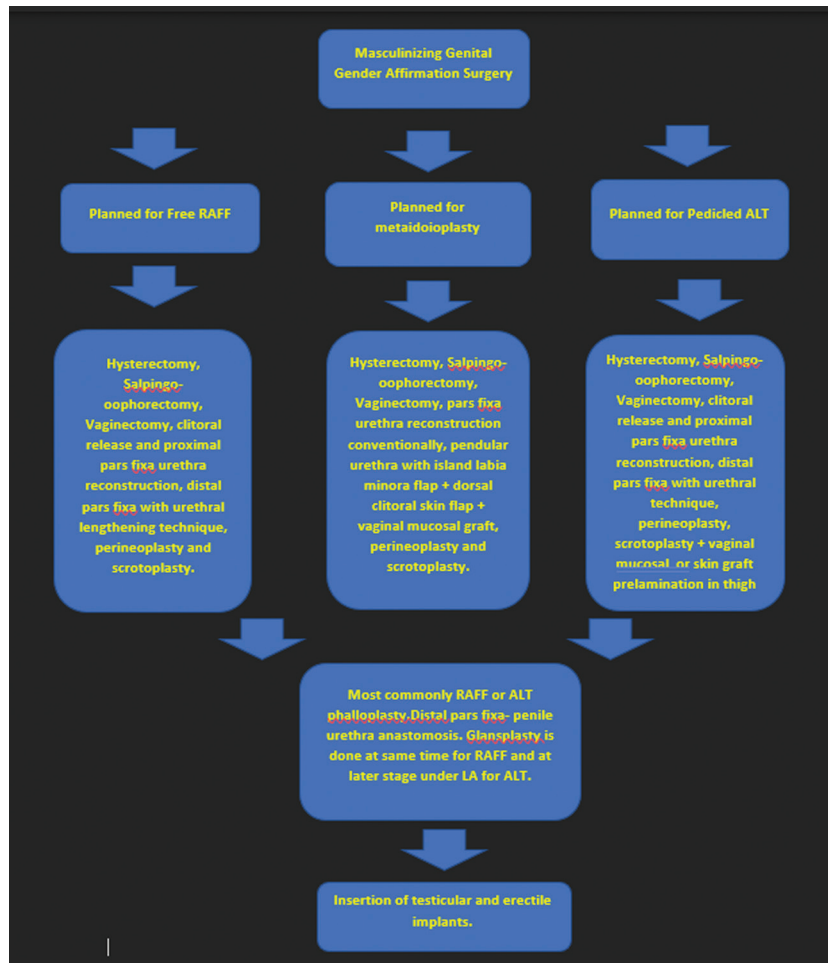 Masculinizing Genital
Gender Affirmation Surgery
Planned for Free RAFF
Planned for
metaidoioplasty
Planned for Pedicled ALT
Hysterectomy,
Salpingo-
oophorectomy,
Vaginectomy, clitoral
release and proximal
pars fixa urethra
reconstruction, distal
pars fixa with urethral
lengthening technique,
perineoplasty and
scrotoplasty.
Hysterectomy, Salpingo-
oophorectomy,
Vaginectomy, pars fixa
urethra reconstruction
conventionally, pendular
urethra with island labia
minora flap + dorsal
clitoral skin flap +
vaginal mucosal graft,
perineoplasty and
scrotoplasty.
Hysterectomy, Salpingo-
oophorectomy,
Vaginectomy, clitoral
release and proximal
pars fixa urethra
reconstruction, distal
pars fixa with urethral
technique,
perineoplasty,
scrotoplasty + vaginal
mucosal or skin graft
prelamination in thigh
Most commonly RAFF or ALT
phalloplasty.Distal pars fixa- penile
urethra anastomosis. Glansplasty is
done at same time for RAFF and at
later stage under LA for ALT.
Insertion of testicular and erectile
implants.